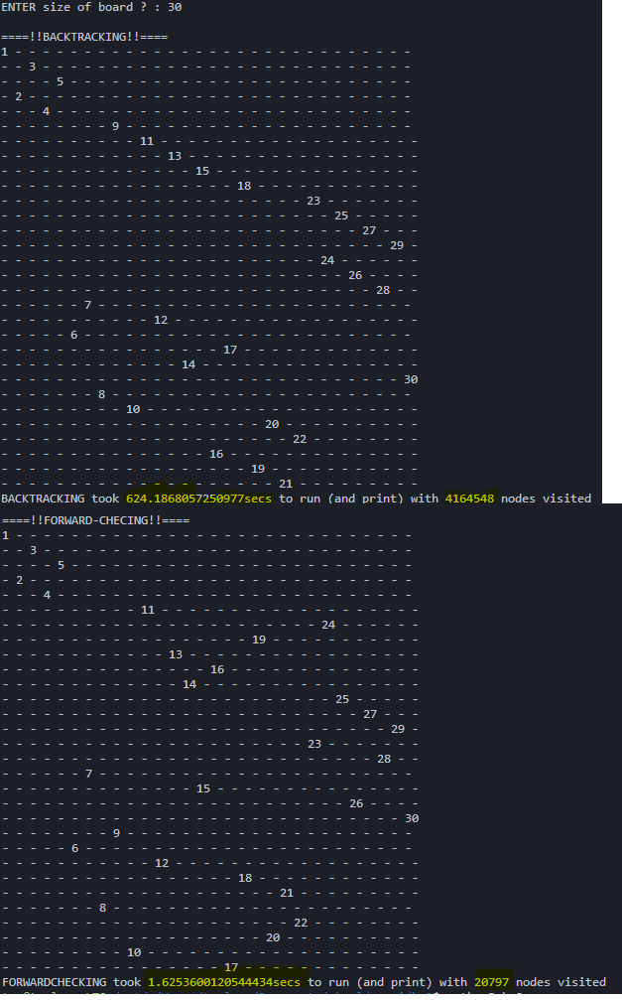 ENTER size of board ? : 30
====!!BACKTRACKING!!====
1 - - - - - - - - - - - - - - - - - - - - - - - - - - - - -
- - 3 - - - - - - - - - - - - - - - - - - - - - - - - - - -
- - - - 5 - - - - - - - - - - - - - - - - - - - - - - - - -
- 2 - - - - - - - - - - - - - - - - - - - - - - - - - - - -
- - - 4 - - - - - - - - - - - - - - - - - - - - - - - - - -
- - - - - - - - 9 - - - - - - - - - - - - - - - - - - - - -
- - - - - - - - - - 11 - - - - - - - - - - - - - - - - - - -
- - - - - - - - - - - - 13 - - - - - - - - - - - - - - - - -
- - - - - - - - - - - - - - 15 - - - - - - - - - - - - - - -
- - - - - - - - - - - - - - - - - 18 - - - - - - - - - - - -
- - - - - - - - - - - - - - - - - - - - - - 23 - - - - - - -
- - - - - - - - - - - - - - - - - - - - - - - - 25 - - - - -
- - - - - - - - - - - - - - - - - - - - - - - - - - 27 - - -
- - - - - - - - - - - - - - - - - - - - - - - - - - - - 29 -
- - - - - - - - - - - - - - - - - - - - - - - 24 - - - - - -
- - - - - - - - - - - - - - - - - - - - - - - - - 26 - - - -
- - - - - - - - - - - - - - - - - - - - - - - - - - - 28 - -
- - - - - - 7 - - - - - - - - - - - - - - - - - - - - - - -
- - - - - - - - - - - 12 - - - - - - - - - - - - - - - - - -
- - - - - 6 - - - - - - - - - - - - - - - - - - - - - - - -
- - - - - - - - - - - - - - - - 17 - - - - - - - - - - - - -
- - - - - - - - - - - - - 14 - - - - - - - - - - - - - - - -
- - - - - - - - - - - - - - - - - - - - - - - - - - - - - 30
- - - - - - - 8 - - - - - - - - - - - - - - - - - - - - - -
- - - - - - - - - 10 - - - - - - - - - - - - - - - - - - - -
- - - - - - - - - - - - - - - - - - - 20 - - - - - - - - - -
- - - - - - - - - - - - - - - - - - - - - 22 - - - - - - - -
- - - - - - - - - - - - - - - 16 - - - - - - - - - - - - - -
- - - - - - - - - - - - - - - - - - 19 - - - - - - - - - - -
- - - - - - - - - - - - - - - - - - - - 21 - - - - - - - - -
BACKTRACKING took 624.1868057250977secs to run (and print) with 4164548 nodes visited
====!!FORWARD-CHECING!!====
1 - - - - - - - - - - - - - - - - - - - - - - - - - - - - -
- - 3 - - - - - - - - - - - - - - - - - - - - - - - - - - -
- - - - 5 - - - - - - - - - - - - - - - - - - - - - - - - -
- 2 - - - - - - - - - - - - - - - - - - - - - - - - - - - -
- - - 4 - - - - - - - - - - - - - - - - - - - - - - - - - -
- - - - - - - - - - 11 - - - - - - - - - - - - - - - - - - -
- - - - - - - - - - - - - - - - - - - - - - - 24 - - - - - -
- - - - - - - - - - - - - - - - - - 19 - - - - - - - - - - -
- - - - - - - - - - - - 13 - - - - - - - - - - - - - - - - -
- - - - - - - - - - - - - - - 16 - - - - - - - - - - - - - -
- - - - - - - - - - - - - 14 - - - - - - - - - - - - - - - -
- - - - - - - - - - - - - - - - - - - - - - - - 25 - - - - -
- - - - - - - - - - - - - - - - - - - - - - - - - - 27 - - -
- - - - - - - - - - - - - - - - - - - - - - - - - - - - 29 -
- - - - - - - - - - - - - - - - - - - - - - 23 - - - - - - -
- - - - - - - - - - - - - - - - - - - - - - - - - - - 28 - -
- - - - - - 7 - - - - - - - - - - - - - - - - - - - - - - -
- - - - - - - - - - - - - - 15 - - - - - - - - - - - - - - -
- - - - - - - - - - - - - - - - - - - - - - - - - 26 - - - -
- - - - - - - - - - - - - - - - - - - - - - - - - - - - - 30
- - - - - - - - 9 - - - - - - - - - - - - - - - - - - - - -
- - - - - 6 - - - - - - - - - - - - - - - - - - - - - - - -
- - - - - - - - - - - 12 - - - - - - - - - - - - - - - - - -
- - - - - - - - - - - - - - - - - 18 - - - - - - - - - - - -
- - - - - - - - - - - - - - - - - - - - 21 - - - - - - - - -
- - - - - - - 8 - - - - - - - - - - - - - - - - - - - - - -
- - - - - - - - - - - - - - - - - - - - - 22 - - - - - - - -
- - - - - - - - - - - - - - - - - - - 20 - - - - - - - - - -
- - - - - - - - - 10 - - - - - - - - - - - - - - - - - - - -
- - - - - - - - - - - - - - - - 17 - - - - - - - - - - - - -
FORWARDCHECKING took 1.6253600120544434secs to run (and print) with 20797 nodes visited